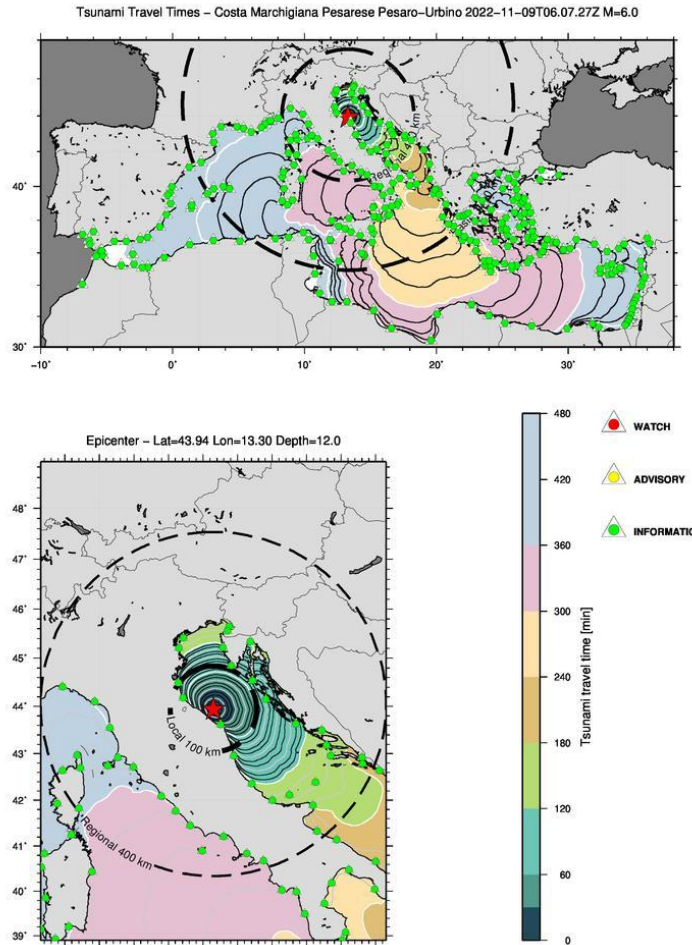 Tsunami Travel Times – Costa Marchigiana Pesarese Pesaro–Urbino 2022–11–09T06.07.27Z M=6.0
40˚
30˚
−10˚ 0˚ 10˚ 20˚ 30˚
Epicenter – Lat=43.94 Lon=13.30 Depth=12.0
48˚
47˚
46˚
45˚
44˚
43˚
42˚
41˚
40˚
39˚
Local 100 km
Regional 400 km
480
420
360
300
240
180
120
60
0
Tsunami travel time [min]
WATCH
ADVISORY
INFORMATIC